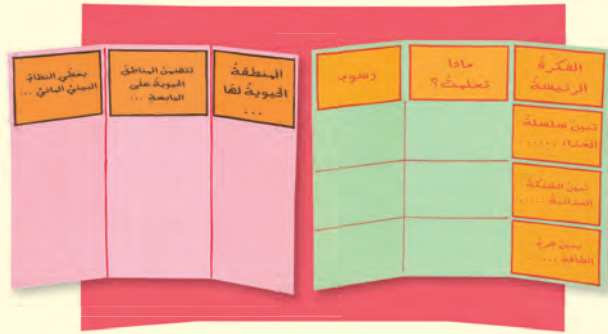 الفكرةُ
الرئيسةُ
ماذا
تعلمتُ؟
رسوم
تبين سلسلة
الغذاء ......
تبين الشبكة
الغذائية .....
يبين هرم
الطاقة ....
المنطقةُ
الحيويةُ لها
...
تتضمن المناطق
الحيوية على
اليابسة ...
يغطي النظام
البيئي المائي ...